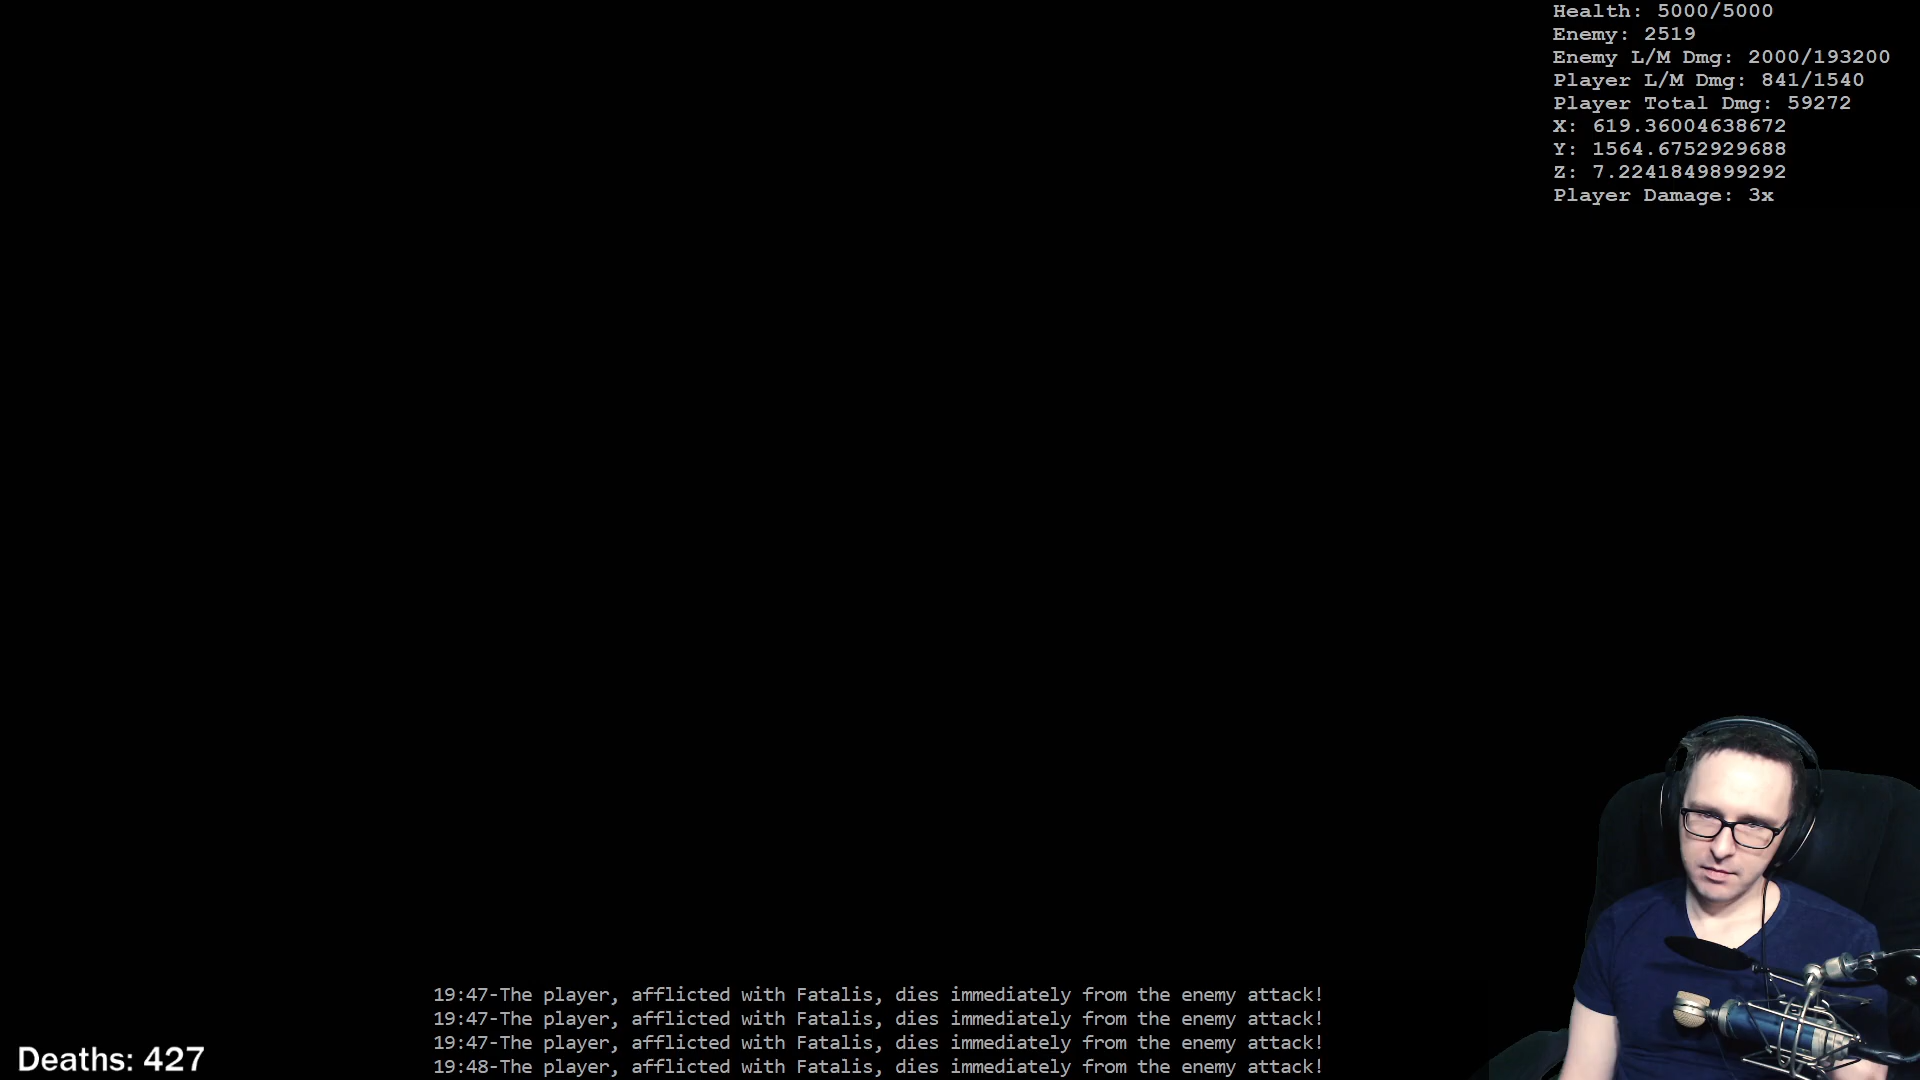 Health: 5000/5000
Enemy: 2519
Enemy L/M Dmg: 2000/193200
Player L/M Dmg: 841/1540
Player Total Dmg: 59272
X: 619.36004638672
Y: 1564.6752929688
Z: 7.2241849899292
Player Damage: 3x
19:47-The player, afflicted with Fatalis, dies immediately from the enemy attack!
19:47-The player, afflicted with Fatalis, dies immediately from the enemy attack!
19:47-The player, afflicted with Fatalis, dies immediately from the enemy attack!
19:48-The player, afflicted with Fatalis, dies immediately from the enemy attack!
Deaths: 427